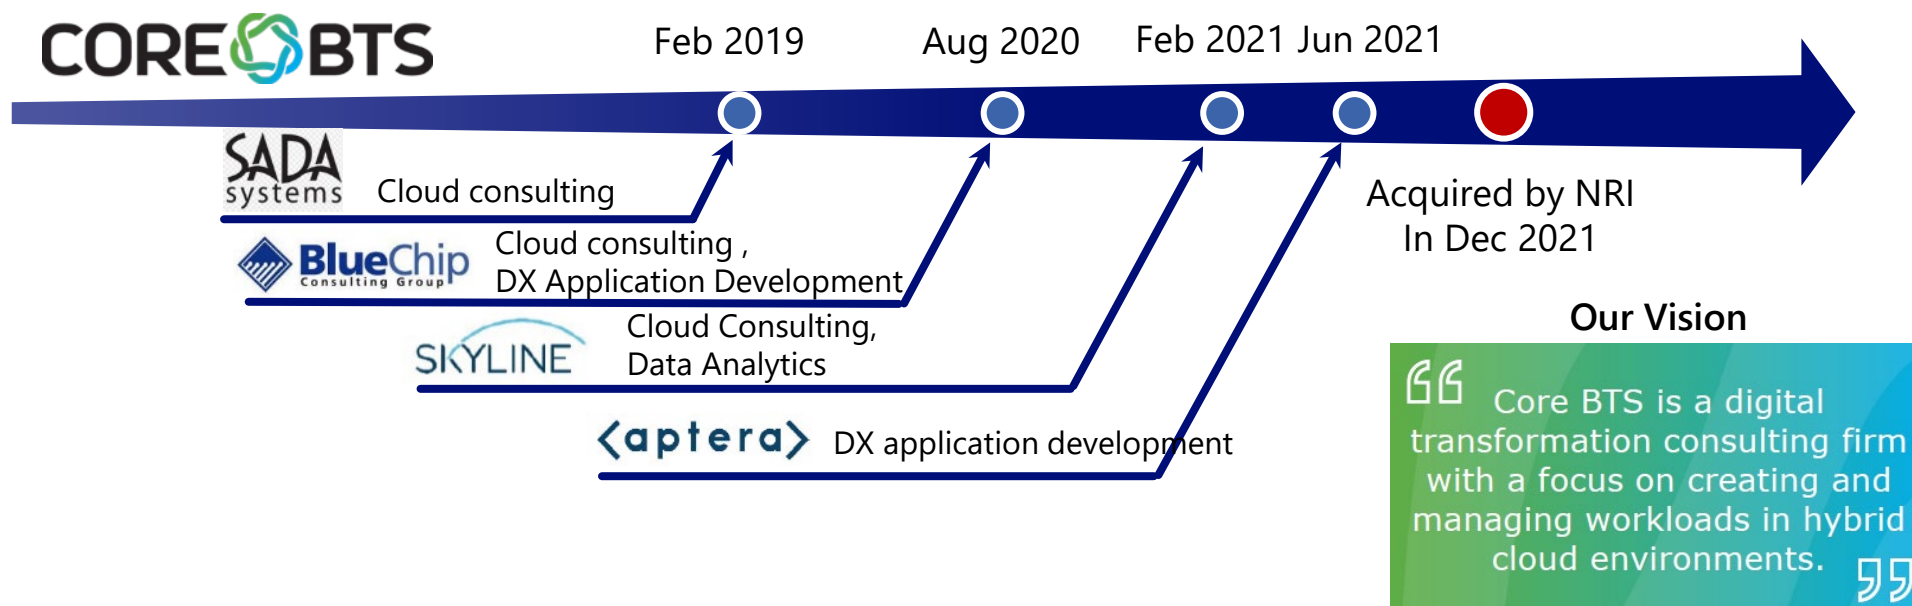 CORE BTS
Feb 2019
Aug 2020
Feb 2021
Jun 2021
SADA
systems
Cloud consulting
BlueChip
Consulting Group
Cloud consulting ,
DX Application Development
SKYLINE
Cloud Consulting,
Data Analytics
<aptera>
DX application development
Acquired by NRI
In Dec 2021
Our Vision
“ Core BTS is a digital
transformation consulting firm
with a focus on creating and
managing workloads in hybrid
cloud environments. ”